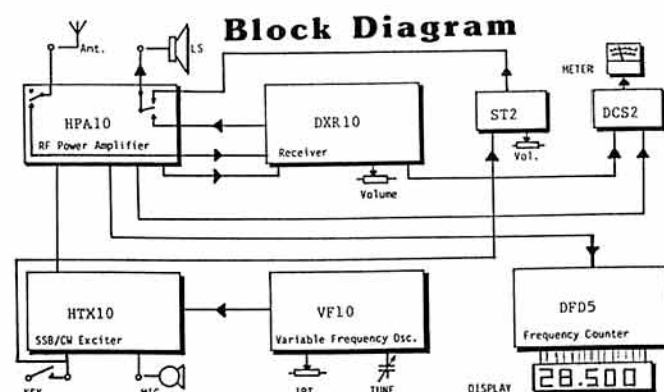 Block Diagram
Ant.
LS
METER
HPA10
RF Power Amplifier
DXR10
Receiver
ST2
DCS2
Vol.
Volume
HTX10
SSB/CW Exciter
VF10
Variable Frequency Osc.
DFD5
Frequency Counter
KEY
MIC
IRT
TUNE
DISPLAY
28.500